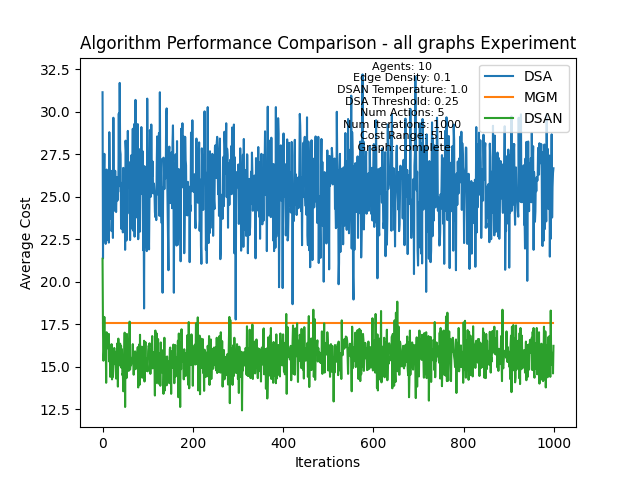 Algorithm Performance Comparison - all graphs Experiment
Agents: 10
Edge Density: 0.1
DSAN Temperature: 1.0
DSA Threshold: 0.25
Num Actions: 5
Num Iterations: 1000
Cost Range: 51
Graph: complete
DSA
MGM
DSAN
Average Cost
32.5
30.0
27.5
25.0
22.5
20.0
17.5
15.0
12.5
0
200
400
600
800
1000
Iterations